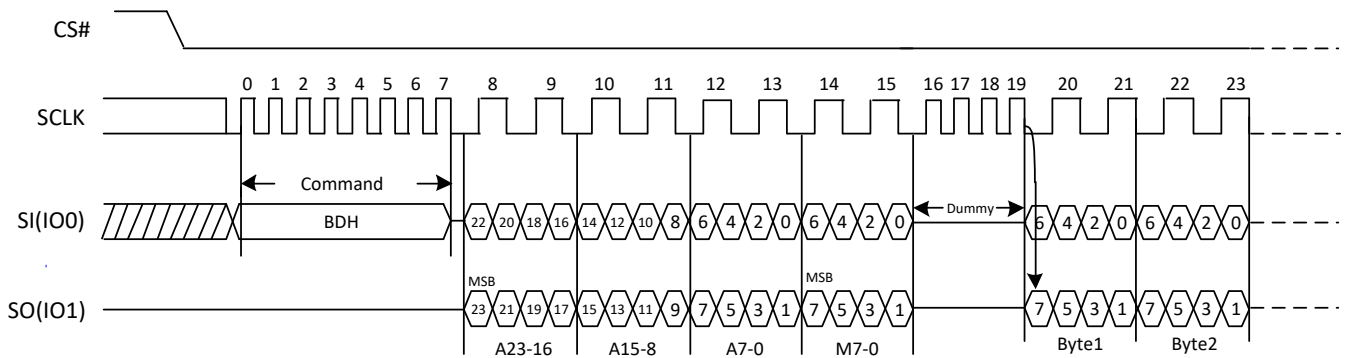 CS#
0 1 2 3 4 5 6 7 8 9 10 11 12 13 14 15 16 17 18 19 20 21 22 23
SCLK
Command
SI(IO0) BDH 22 20 18 16 14 12 10 8 6 4 2 0 6 4 2 0 Dummy 6 4 2 0 6 4 2 0
MSB MSB
SO(IO1) 23 21 19 17 15 13 11 9 7 5 3 1 7 5 3 1 7 5 3 1 7 5 3 1
A23-16 A15-8 A7-0 M7-0 Byte1 Byte2